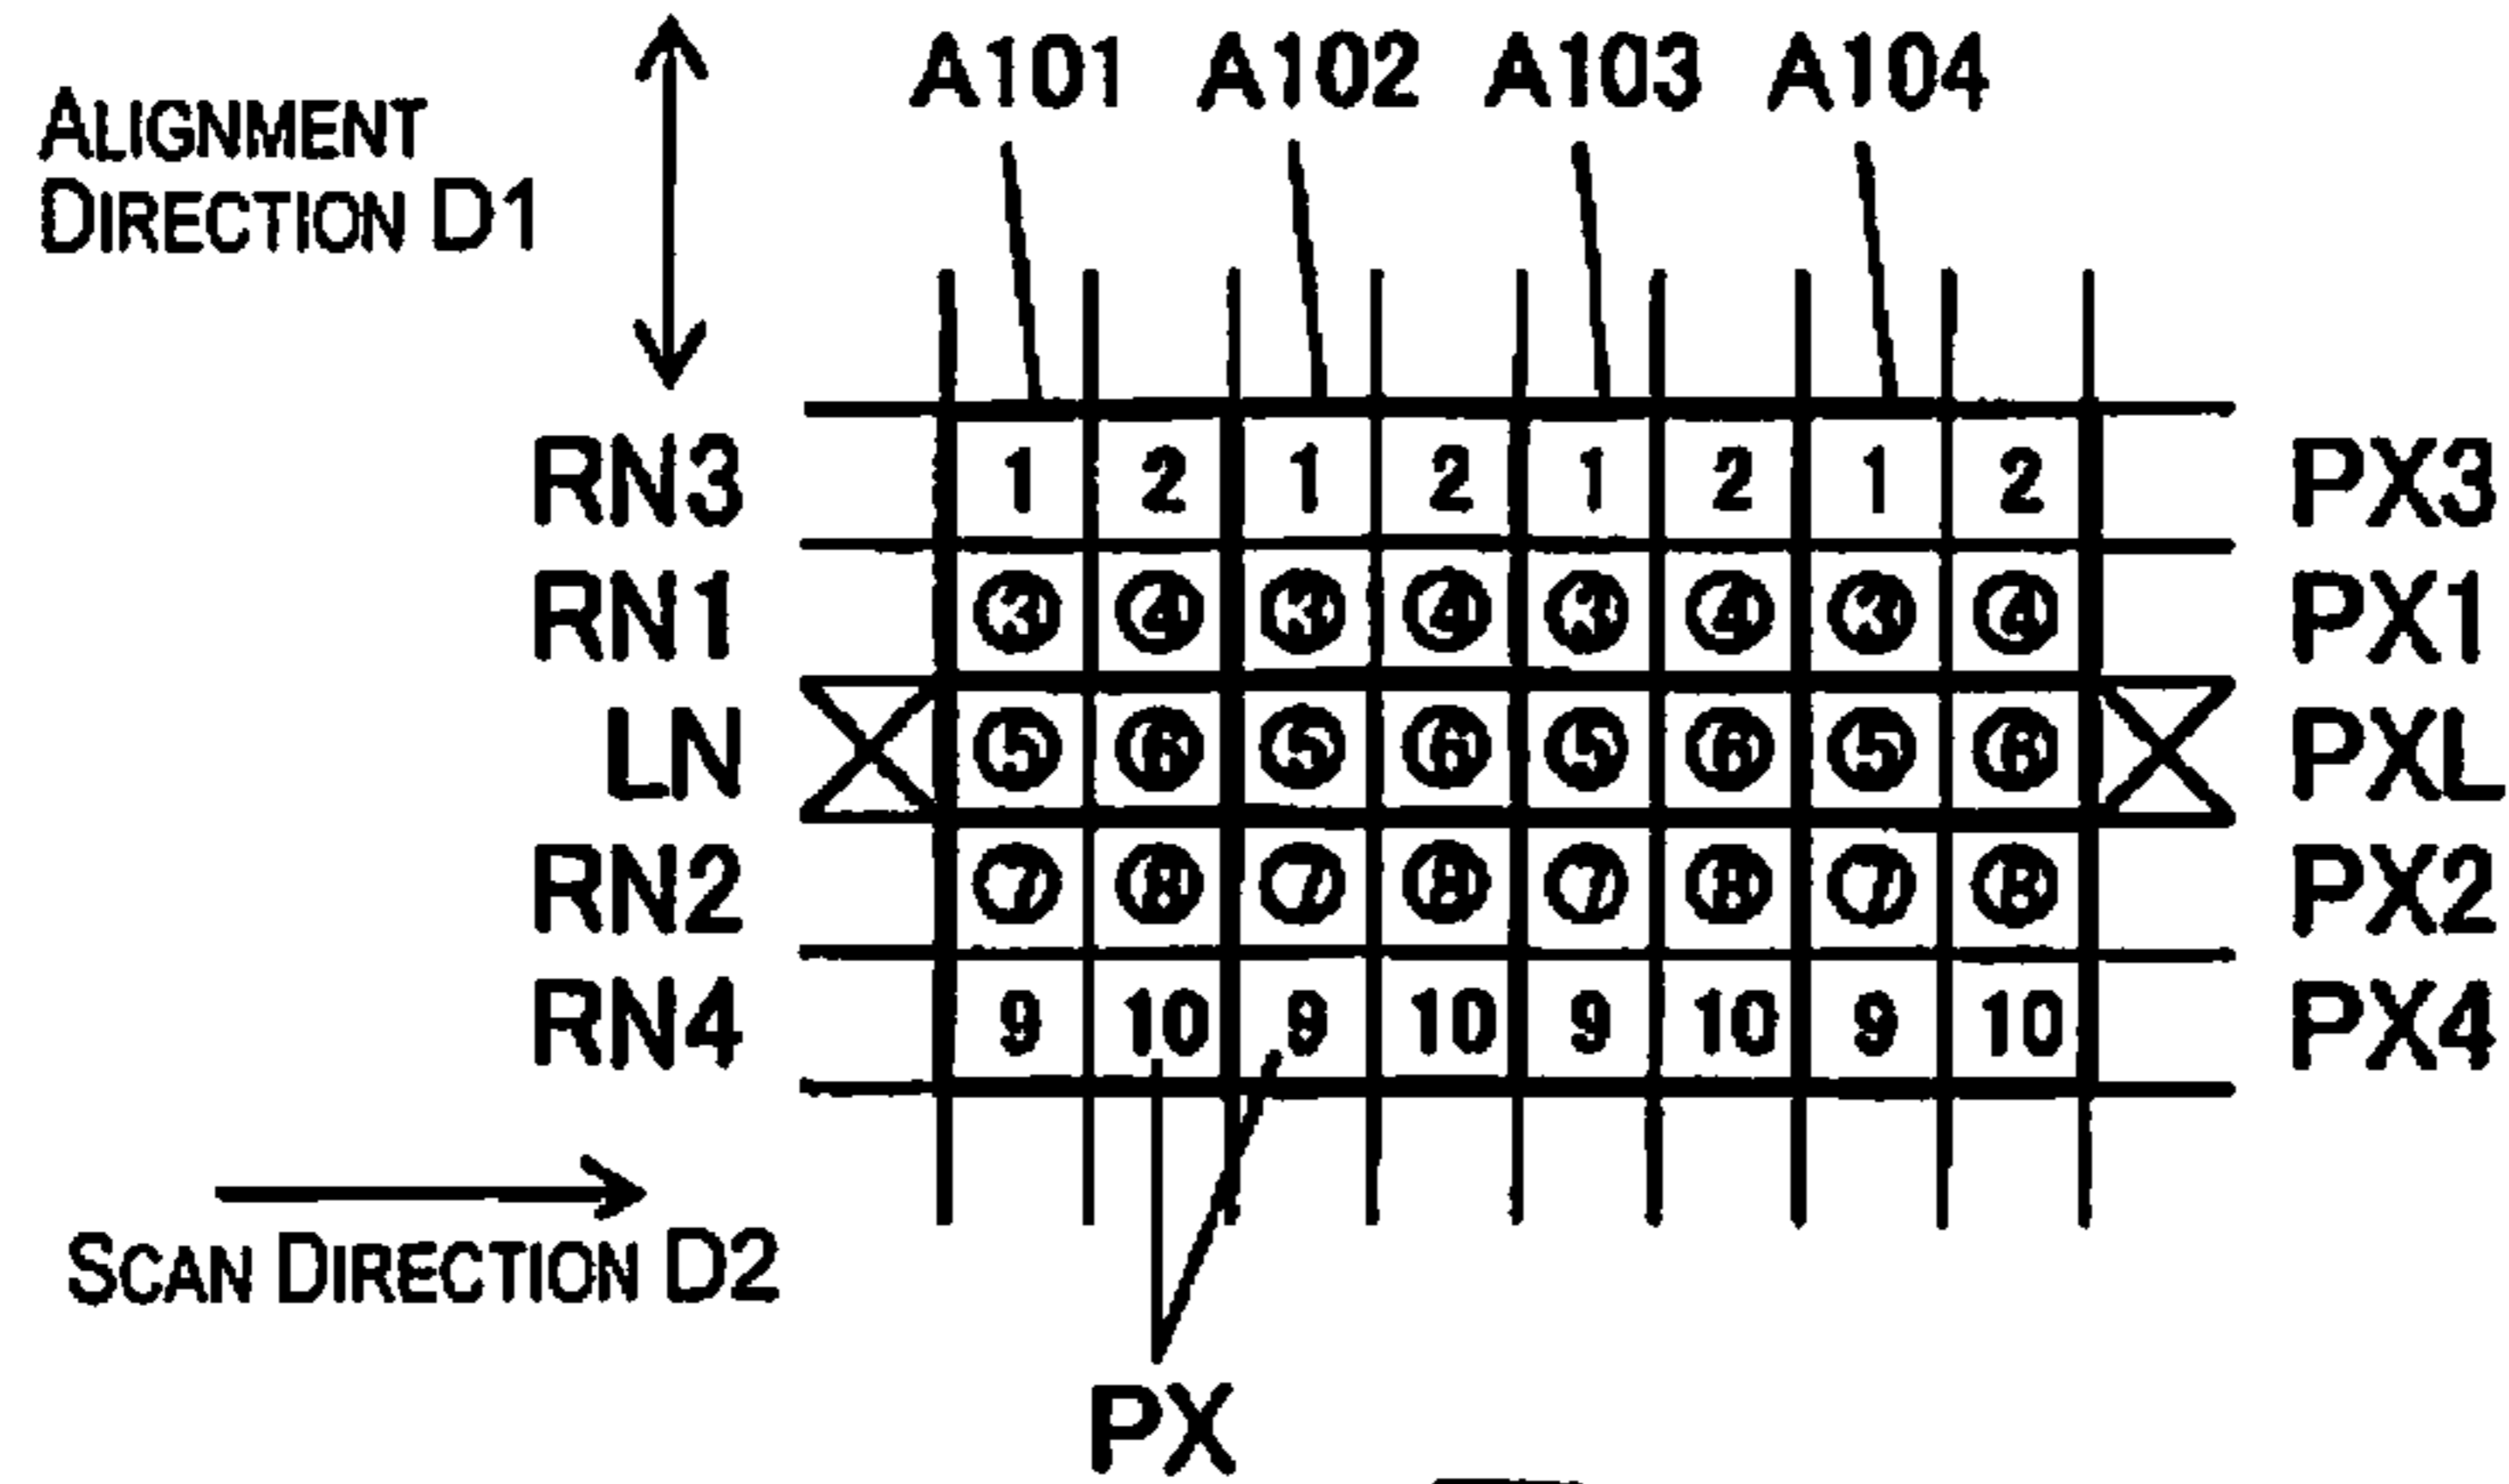 A101 A102 A103 A104
ALIGNMENT
DIRECTION D1
RN3 1 2 1 2 1 2 1 2 PX3
RN1 3 4 3 4 3 4 3 4 PX1
LN 5 6 5 6 5 6 5 6 PXL
RN2 7 8 7 8 7 8 7 8 PX2
RN4 9 10 9 10 9 10 9 10 PX4
SCAN DIRECTION D2
PX